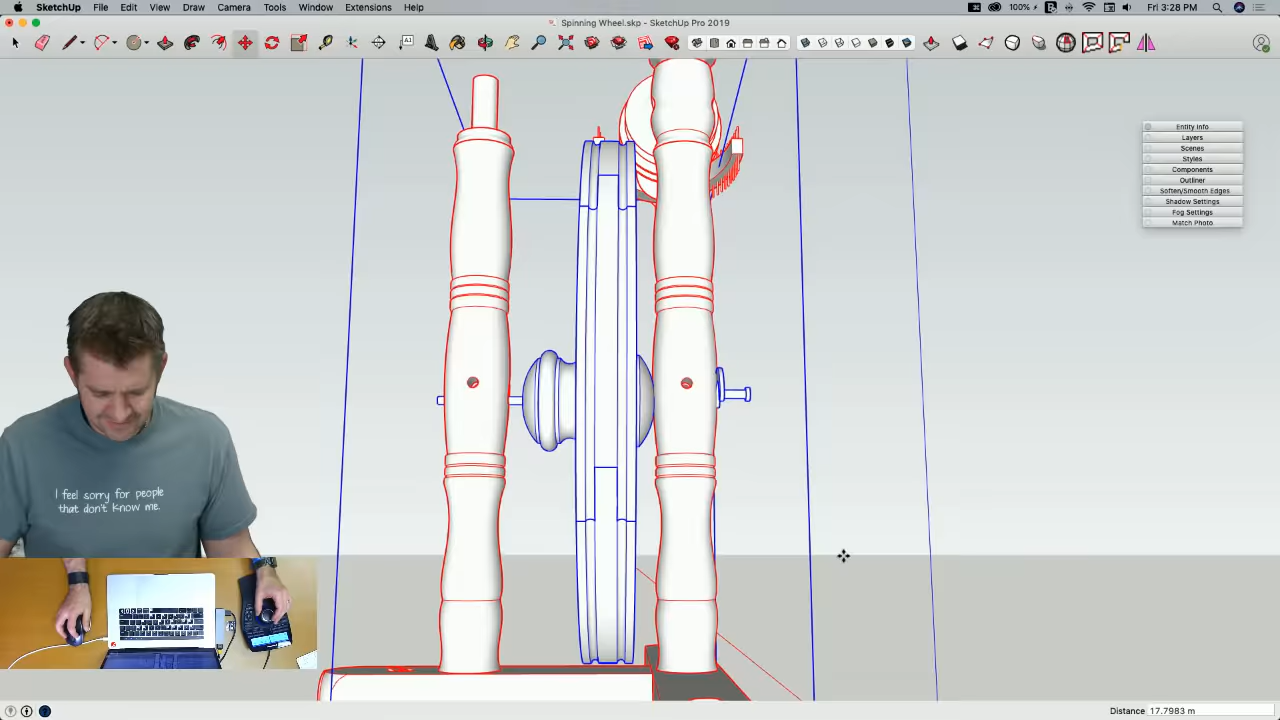 SketchUp File Edit View Draw Camera Tools Window Extensions Help 100% Fri 3:28 PM
Spinning Wheel.skp - SketchUp Pro 2019
Entity Info
Layers
Scenes
Styles
Components
Outliner
Soften/Smooth Edges
Shadow Settings
Fog Settings
Match Photo
I feel sorry for people
that don't know me.
Distance 17.7983 m